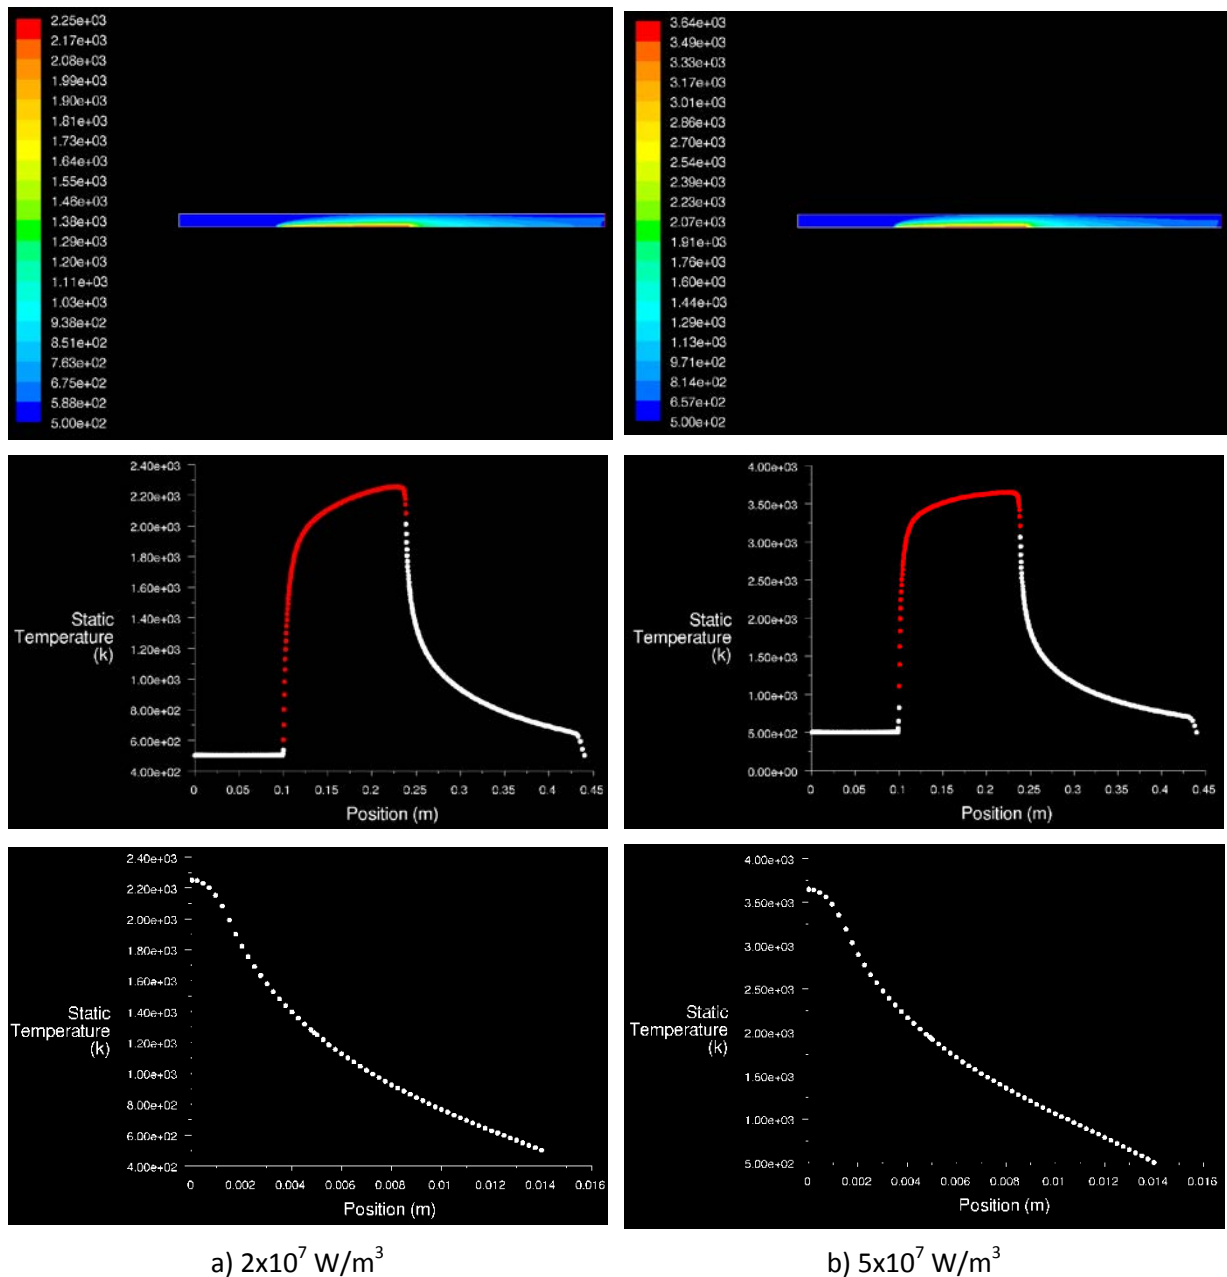 2.25e+03
2.17e+03
2.08e+03
1.99e+03
1.90e+03
1.81e+03
1.73e+03
1.64e+03
1.55e+03
1.46e+03
1.38e+03
1.29e+03
1.20e+03
1.11e+03
1.03e+03
9.38e+02
8.51e+02
7.63e+02
6.75e+02
5.88e+02
5.00e+02
3.64e+03
3.49e+03
3.33e+03
3.17e+03
3.01e+03
2.86e+03
2.70e+03
2.54e+03
2.39e+03
2.23e+03
2.07e+03
1.91e+03
1.76e+03
1.60e+03
1.44e+03
1.29e+03
1.13e+03
9.71e+02
8.14e+02
6.57e+02
5.00e+02
2.40e+03
2.20e+03
2.00e+03
1.80e+03
1.60e+03
1.40e+03
1.20e+03
1.00e+03
8.00e+02
6.00e+02
4.00e+02
Static
Temperature
(k)
0 0.05 0.1 0.15 0.2 0.25 0.3 0.35 0.4 0.45
Position (m)
4.00e+03
3.50e+03
3.00e+03
2.50e+03
2.00e+03
1.50e+03
1.00e+03
5.00e+02
0.00e+00
Static
Temperature
(k)
0 0.05 0.1 0.15 0.2 0.25 0.3 0.35 0.4 0.45
Position (m)
2.40e+03
2.20e+03
2.00e+03
1.80e+03
1.60e+03
1.40e+03
1.20e+03
1.00e+03
8.00e+02
6.00e+02
4.00e+02
Static
Temperature
(k)
0 0.002 0.004 0.006 0.008 0.01 0.012 0.014 0.016
Position (m)
4.00e+03
3.50e+03
3.00e+03
2.50e+03
2.00e+03
1.50e+03
1.00e+03
5.00e+02
Static
Temperature
(k)
0 0.002 0.004 0.006 0.008 0.01 0.012 0.014 0.016
Position (m)
a) 2x10⁷ W/m³
b) 5x10⁷ W/m³